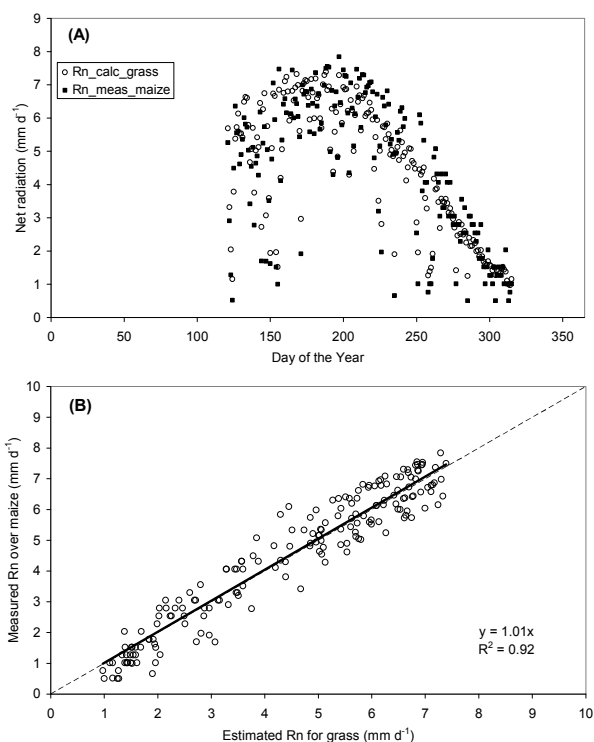 (A)
Rn_calc_grass
Rn_meas_maize
Net radiation (mm d⁻¹)
9
8
7
6
5
4
3
2
1
0
0 50 100 150 200 250 300 350
Day of the Year
(B)
Measured Rn over maize (mm d⁻¹)
10
9
8
7
6
5
4
3
2
1
0
y = 1.01x
R² = 0.92
0 1 2 3 4 5 6 7 8 9 10
Estimated Rn for grass (mm d⁻¹)